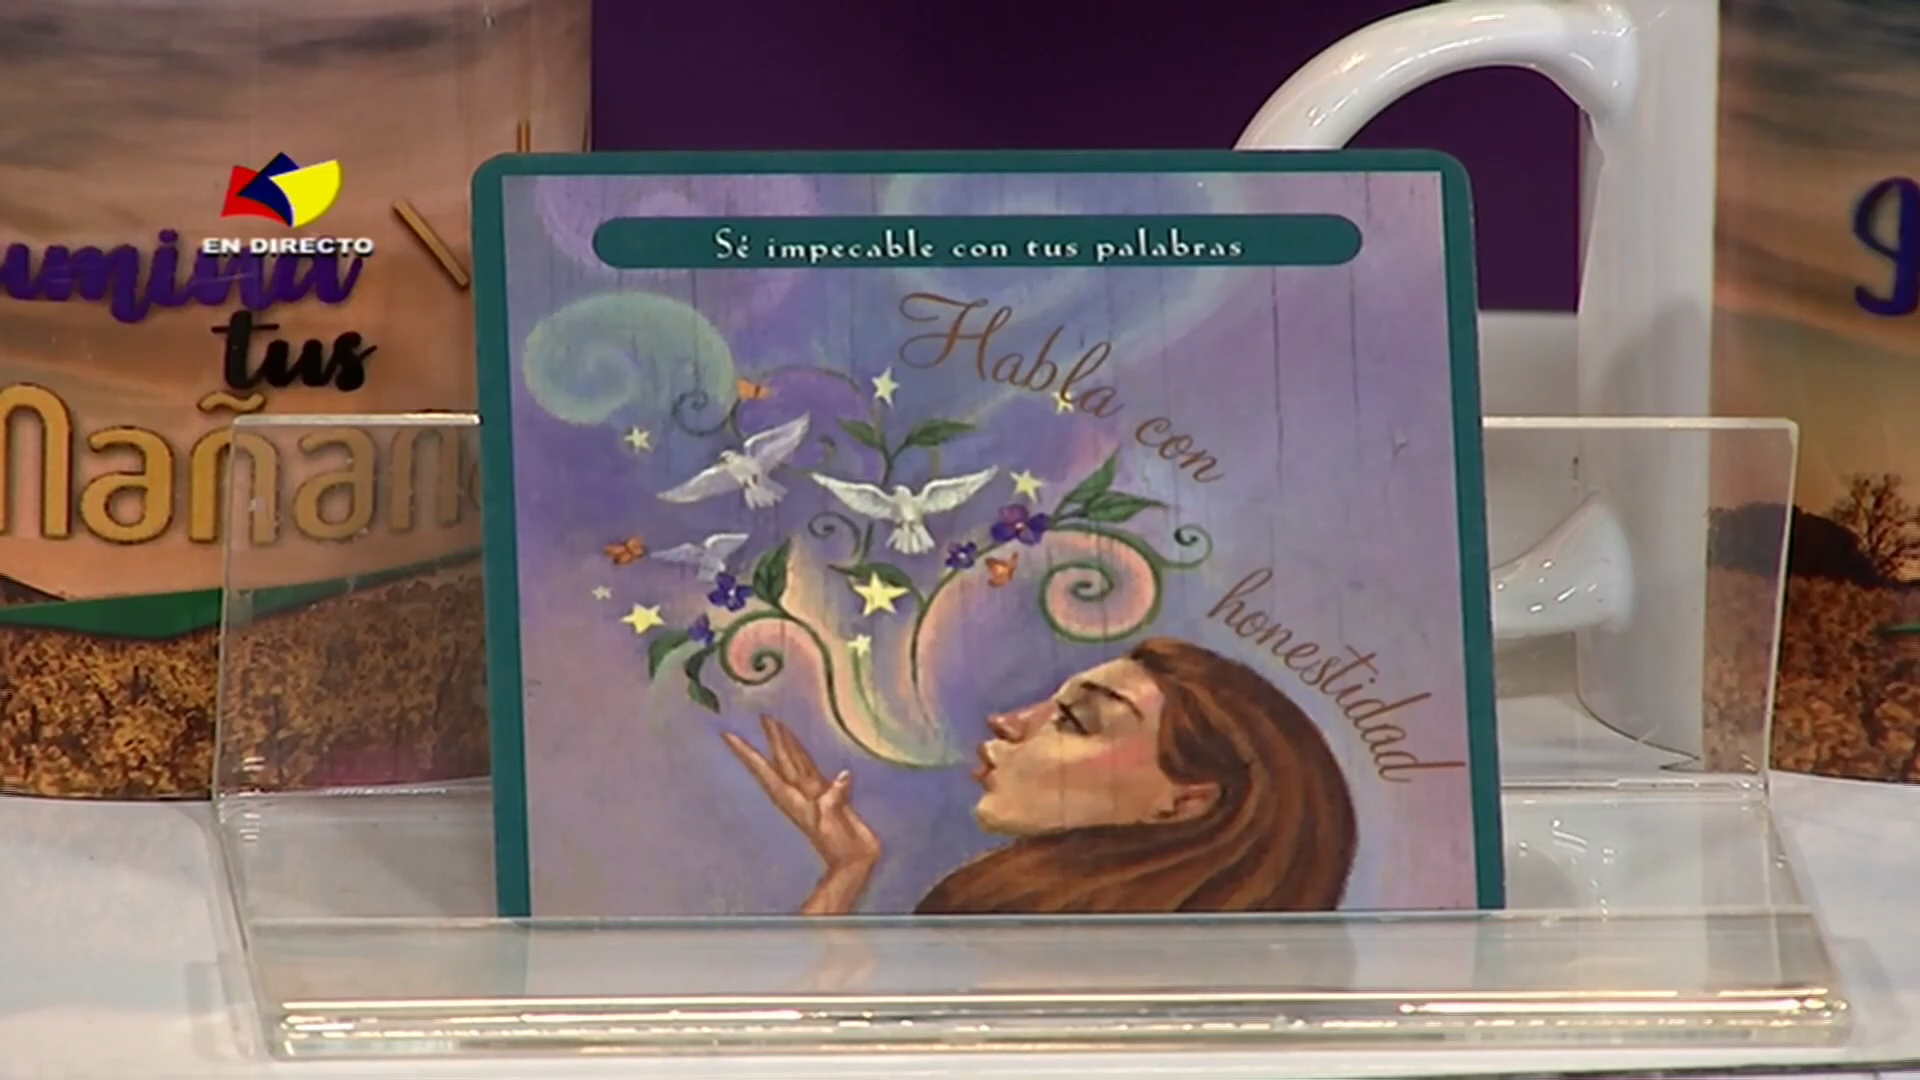 EN DIRECTO
tus
Sé impecable con tus palabras
Habla con
honestidad